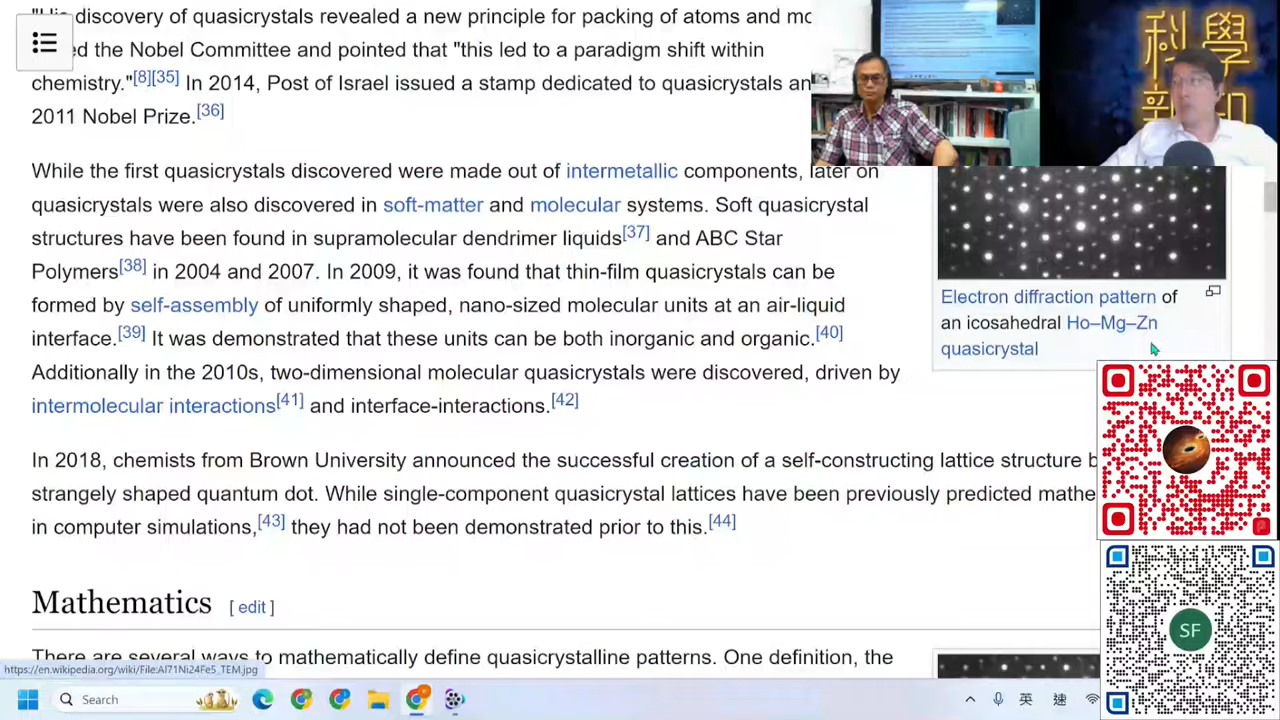 "His discovery of quasicrystals revealed a new principle for packing of atoms and mo
ed the Nobel Committee and pointed that "this led to a paradigm shift within
chemistry."[8][35] In 2014, Post of Israel issued a stamp dedicated to quasicrystals an
2011 Nobel Prize.[36]
While the first quasicrystals discovered were made out of intermetallic components, later on
quasicrystals were also discovered in soft-matter and molecular systems. Soft quasicrystal
structures have been found in supramolecular dendrimer liquids[37] and ABC Star
Polymers[38] in 2004 and 2007. In 2009, it was found that thin-film quasicrystals can be
formed by self-assembly of uniformly shaped, nano-sized molecular units at an air-liquid
interface.[39] It was demonstrated that these units can be both inorganic and organic.[40]
Additionally in the 2010s, two-dimensional molecular quasicrystals were discovered, driven by
intermolecular interactions[41] and interface-interactions.[42]
In 2018, chemists from Brown University announced the successful creation of a self-constructing lattice structure b
strangely shaped quantum dot. While single-component quasicrystal lattices have been previously predicted mathe
in computer simulations,[43] they had not been demonstrated prior to this.[44]
Mathematics [ edit ]
There are several ways to mathematically define quasicrystalline patterns. One definition, the
科學
新知
Electron diffraction pattern of
an icosahedral Ho–Mg–Zn
quasicrystal
SF
https://en.wikipedia.org/wiki/File:Al71Ni24Fe5_TEM.jpg
Search
英 速